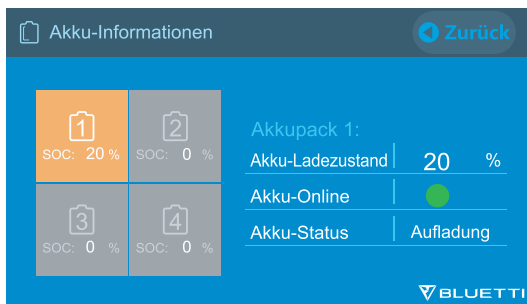 Akku-Informationen
Zurück
1
SOC: 20 %
2
SOC: 0 %
3
SOC: 0 %
4
SOC: 0 %
Akkupack 1:
Akku-Ladezustand 20 %
Akku-Online
Akku-Status Aufladung
BLUETTI